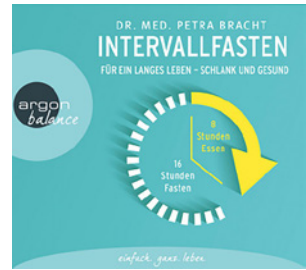 DR. MED. PETRA BRACHT
INTERVALLFASTEN
FÜR EIN LANGES LEBEN – SCHLANK UND GESUND
argon
balance
8
Stunden
Essen
16
Stunden
Fasten
einfach. ganz. leben.